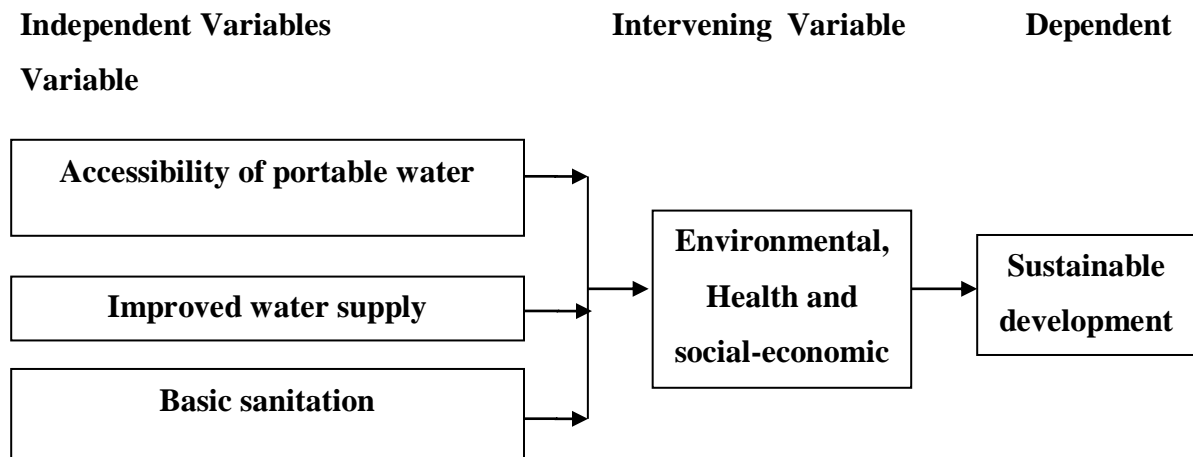 Independent Variables Intervening Variable Dependent
Variable
Accessibility of portable water
Improved water supply
Basic sanitation
Environmental,
Health and
social-economic
Sustainable
development